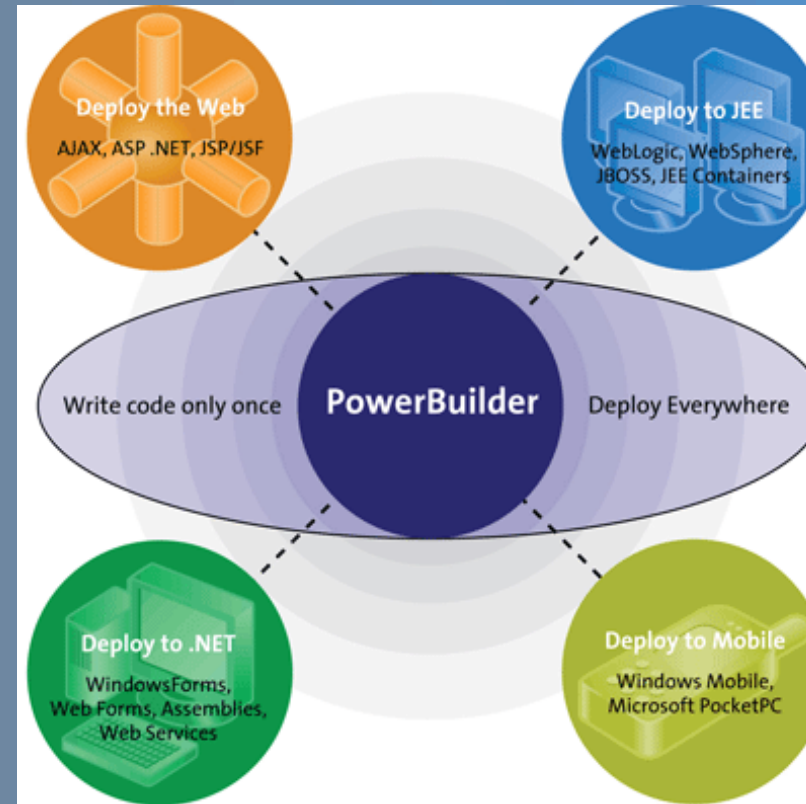 Deploy the Web
AJAX, ASP .NET, JSP/JSF
Deploy to JEE
WebLogic, WebSphere,
JBOSS, JEE Containers
Write code only once
PowerBuilder
Deploy Everywhere
Deploy to .NET
WindowsForms,
Web Forms, Assemblies,
Web Services
Deploy to Mobile
Windows Mobile,
Microsoft PocketPC